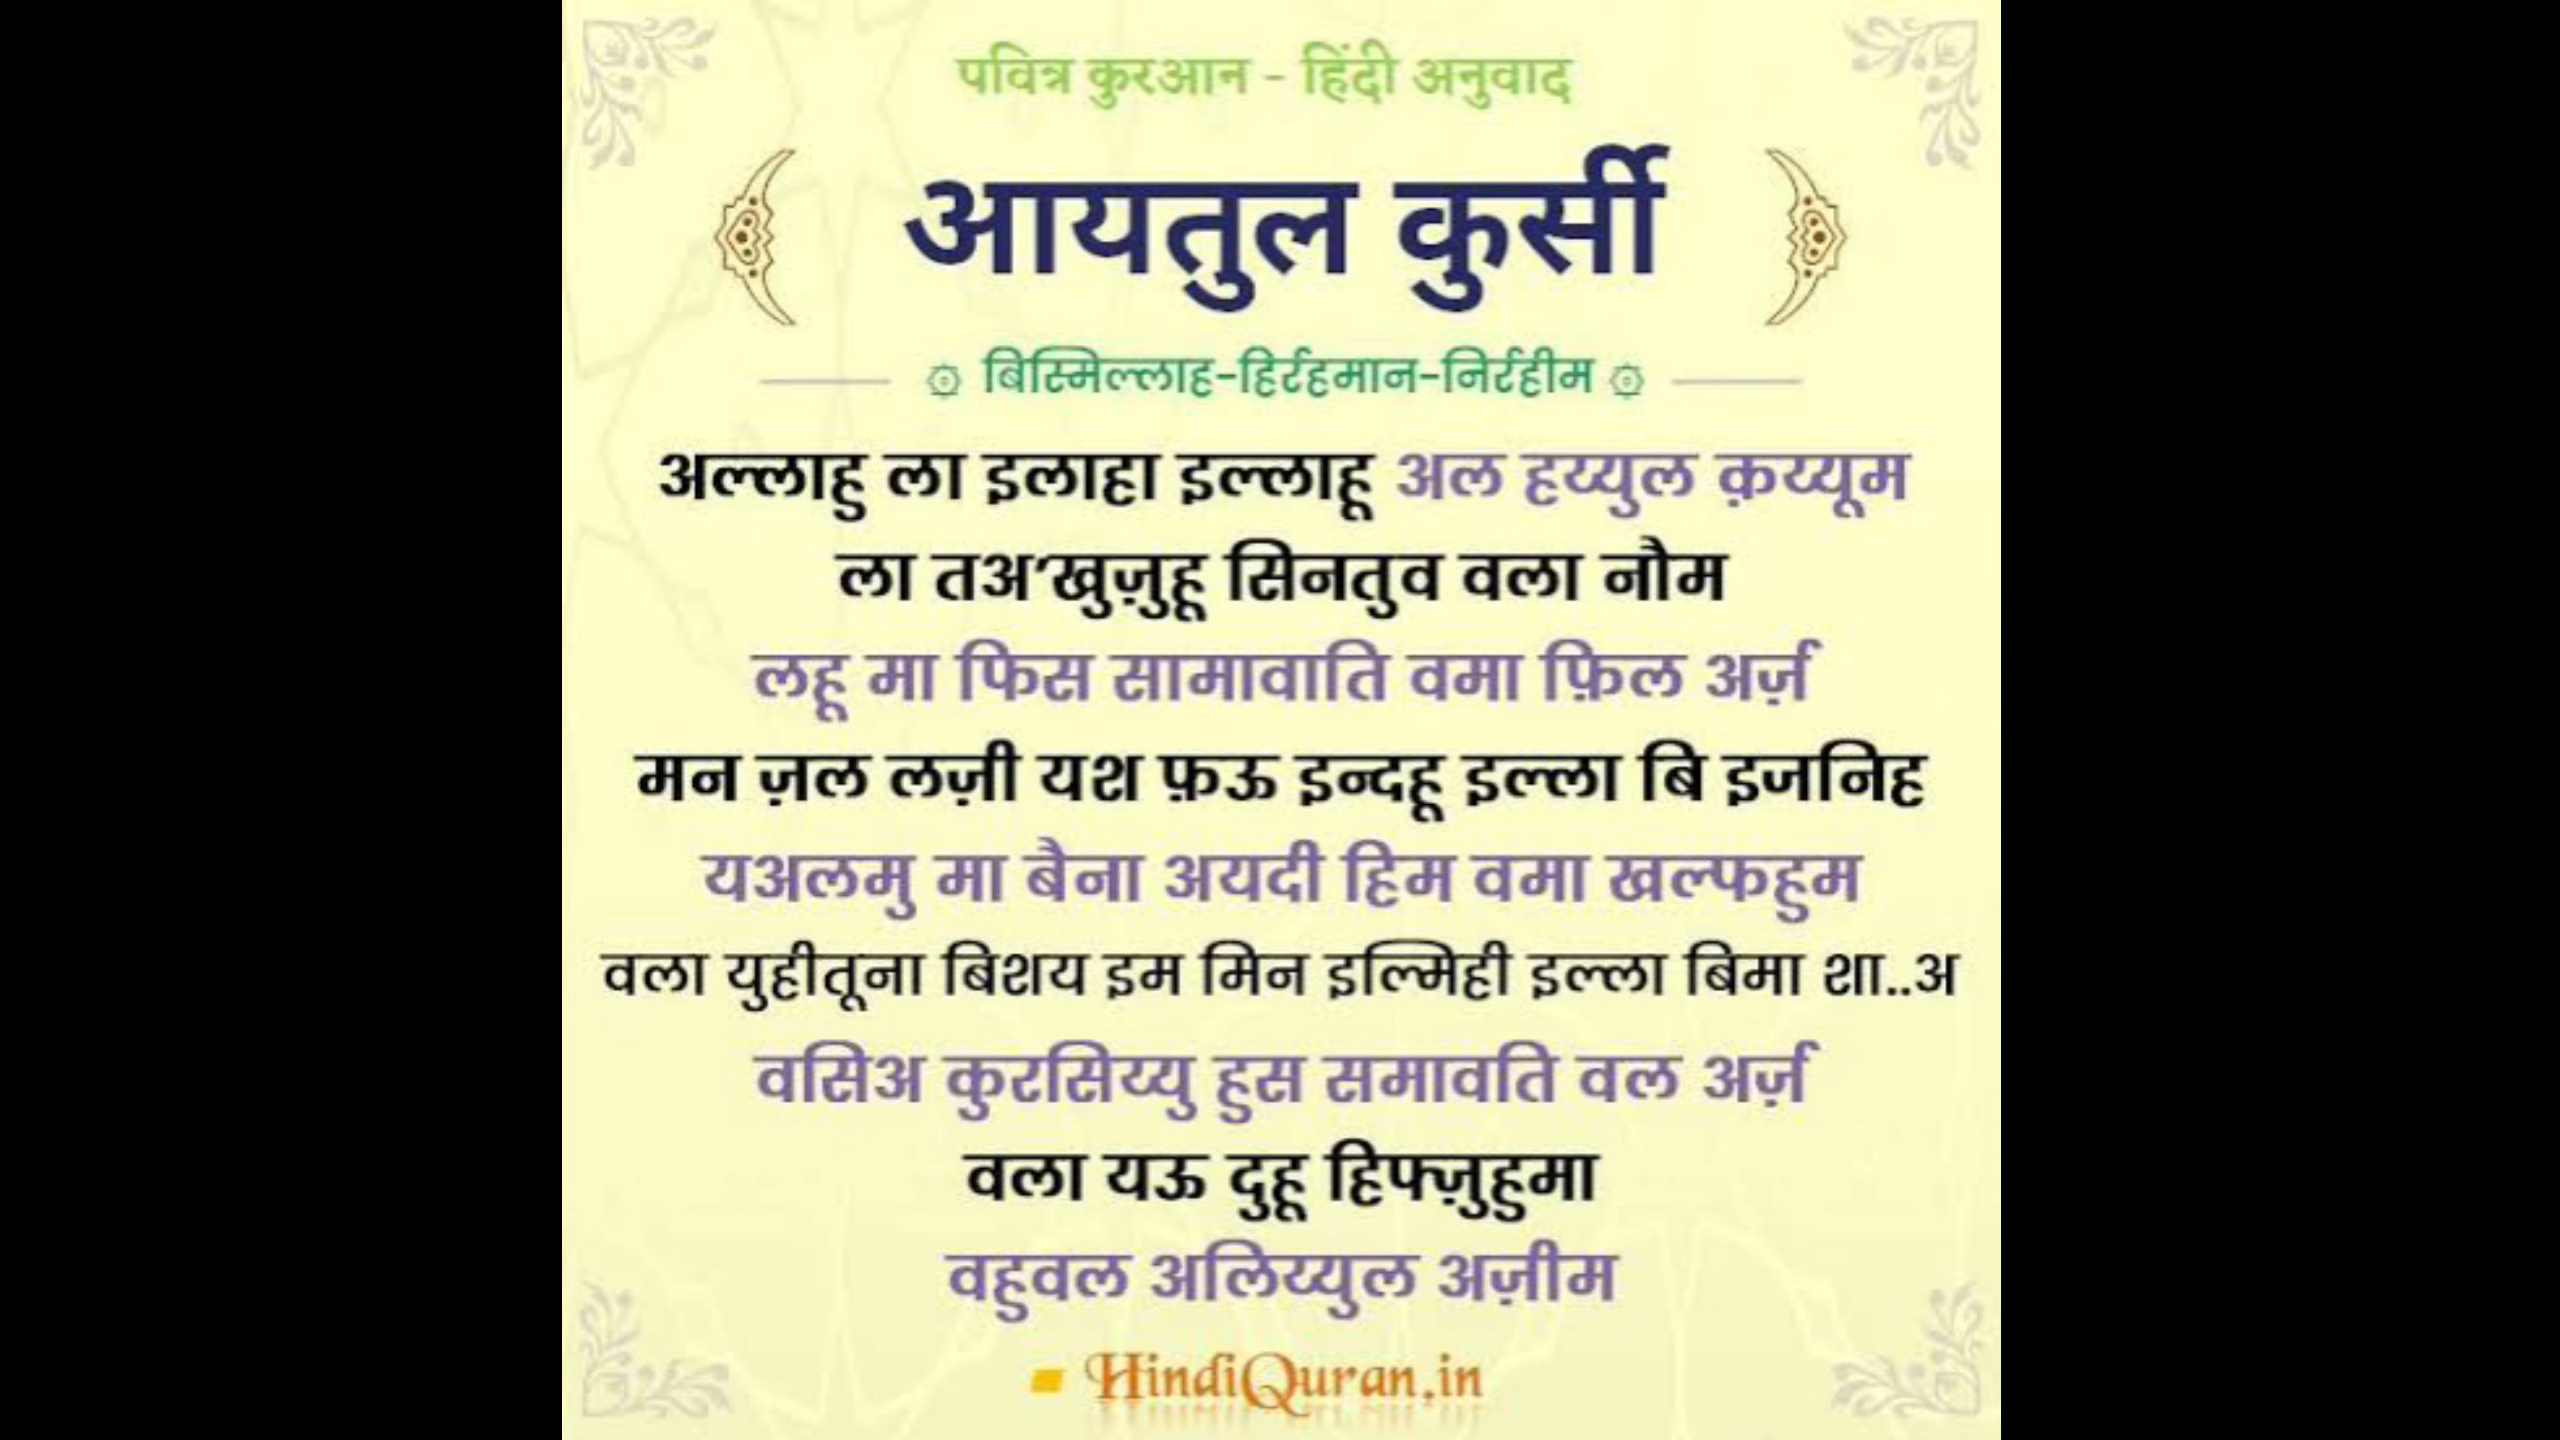 पवित्र कुरआन - हिंदी अनुवाद
आयतुल कुर्सी
۞ बिस्मिल्लाह-हिर्रहमान-निर्रहीम ۞
अल्लाहु ला इलाहा इल्लाहू अल हय्युल क़य्यूम
ला तअ’खुज़ुहू सिनतुव वला नौम
लहू मा फिस सामावाति वमा फ़िल अर्ज़
मन ज़ल लज़ी यश फ़ऊ इन्दहू इल्ला बि इजनिह
यअलमु मा बैना अयदी हिम वमा खल्फहुम
वला युहीतूना बिशय इम मिन इल्मिही इल्ला बिमा शा..अ
वसिअ कुरसिय्यु हुस समावति वल अर्ज़
वला यऊ दुहू हिफ्ज़ुहुमा
वहुवल अलिय्युल अज़ीम
HindiQuran.in